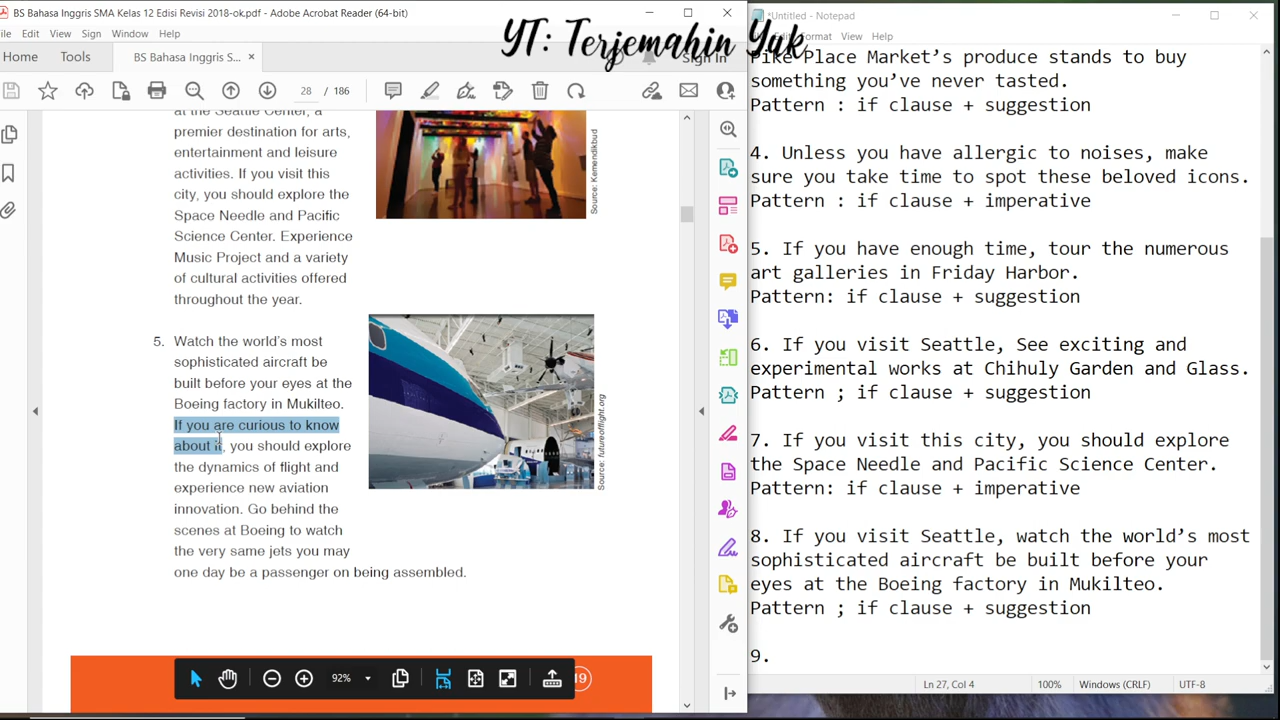 BS Bahasa Inggris SMA Kelas 12 Edisi Revisi 2018-ok.pdf - Adobe Acrobat Reader (64-bit)
File Edit View Sign Window Help
Home Tools BS Bahasa Inggris S... × Sign In
YT: Terjemahin Yak
28 / 186
at the Seattle Center, a
premier destination for arts,
entertainment and leisure
activities. If you visit this
city, you should explore the
Space Needle and Pacific
Science Center. Experience
Music Project and a variety
of cultural activities offered
throughout the year.
Source: Kemendikbud
5. Watch the world's most
sophisticated aircraft be
built before your eyes at the
Boeing factory in Mukilteo.
If you are curious to know
about it, you should explore
the dynamics of flight and
experience new aviation
innovation. Go behind the
scenes at Boeing to watch
the very same jets you may
one day be a passenger on being assembled.
Source: futureofflight.org
92%
19
*Untitled - Notepad
Edit Format View Help
Pike Place Market's produce stands to buy
something you've never tasted.
Pattern : if clause + suggestion
4. Unless you have allergic to noises, make
sure you take time to spot these beloved icons.
Pattern : if clause + imperative
5. If you have enough time, tour the numerous
art galleries in Friday Harbor.
Pattern: if clause + suggestion
6. If you visit Seattle, See exciting and
experimental works at Chihuly Garden and Glass.
Pattern ; if clause + suggestion
7. If you visit this city, you should explore
the Space Needle and Pacific Science Center.
Pattern: if clause + imperative
8. If you visit Seattle, watch the world's most
sophisticated aircraft be built before your
eyes at the Boeing factory in Mukilteo.
Pattern ; if clause + suggestion
9.
Ln 27, Col 4 100% Windows (CRLF) UTF-8